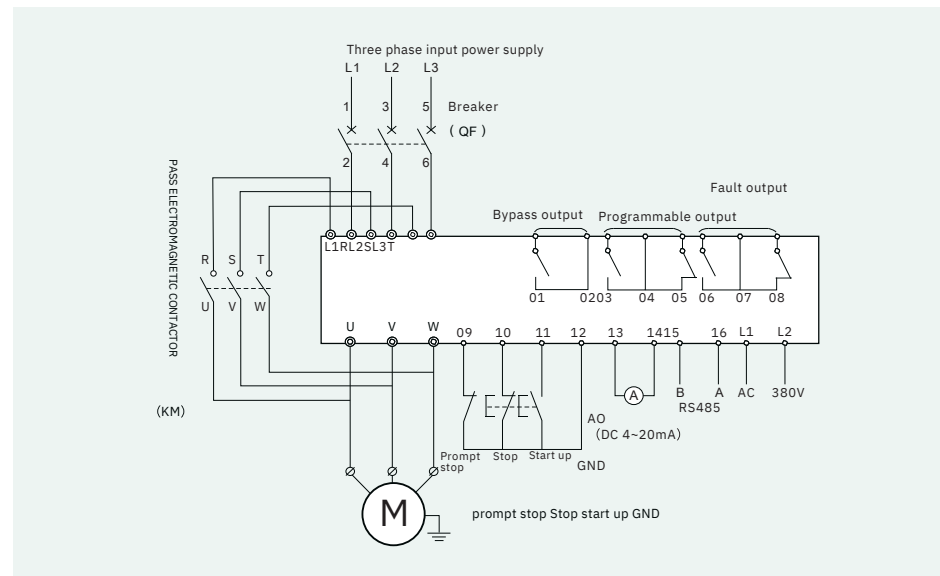 Three phase input power supply
L1 L2 L3
1 3 5 Breaker
( QF )
2 4 6
PASS ELECTROMAGNETIC CONTACTOR
Fault output
Bypass output Programmable output
L1RL2SL3T
R S T
01 0203 04 05 06 07 08
U V W
U V W 09 10 11 12 13 1415 16 L1 L2
A
B A AC 380V
RS485
(KM)
AO
(DC 4~20mA)
Prompt
stop
Stop
Start up
GND
M
prompt stop Stop start up GND